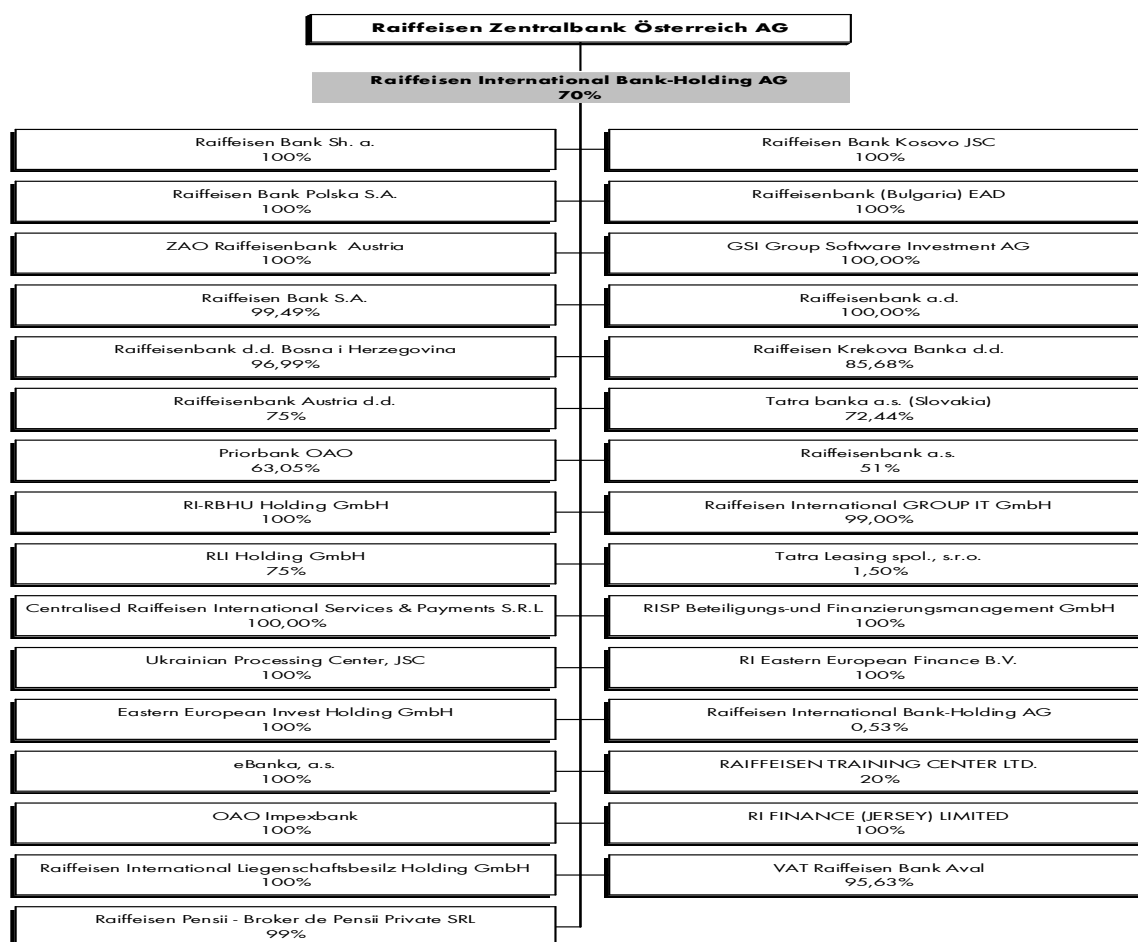 Raiffeisen Zentralbank Österreich AG
Raiffeisen International Bank-Holding AG
70%
Raiffeisen Bank Sh. a.
100%
Raiffeisen Bank Kosovo JSC
100%
Raiffeisen Bank Polska S.A.
100%
Raiffeisenbank (Bulgaria) EAD
100%
ZAO Raiffeisenbank Austria
100%
GSI Group Software Investment AG
100,00%
Raiffeisen Bank S.A.
99,49%
Raiffeisenbank a.d.
100,00%
Raiffeisenbank d.d. Bosna i Herzegovina
96,99%
Raiffeisen Krekova Banka d.d.
85,68%
Raiffeisenbank Austria d.d.
75%
Tatra banka a.s. (Slovakia)
72,44%
Priorbank OAO
63,05%
Raiffeisenbank a.s.
51%
RI-RBHU Holding GmbH
100%
Raiffeisen International GROUP IT GmbH
99,00%
RLI Holding GmbH
75%
Tatra Leasing spol., s.r.o.
1,50%
Centralised Raiffeisen International Services & Payments S.R.L
100,00%
RISP Beteiligungs-und Finanzierungsmanagement GmbH
100%
Ukrainian Processing Center, JSC
100%
RI Eastern European Finance B.V.
100%
Eastern European Invest Holding GmbH
100%
Raiffeisen International Bank-Holding AG
0,53%
eBanka, a.s.
100%
RAIFFEISEN TRAINING CENTER LTD.
20%
OAO Impexbank
100%
RI FINANCE (JERSEY) LIMITED
100%
Raiffeisen International Liegenschaftsbesilz Holding GmbH
100%
VAT Raiffeisen Bank Aval
95,63%
Raiffeisen Pensii - Broker de Pensii Private SRL
99%